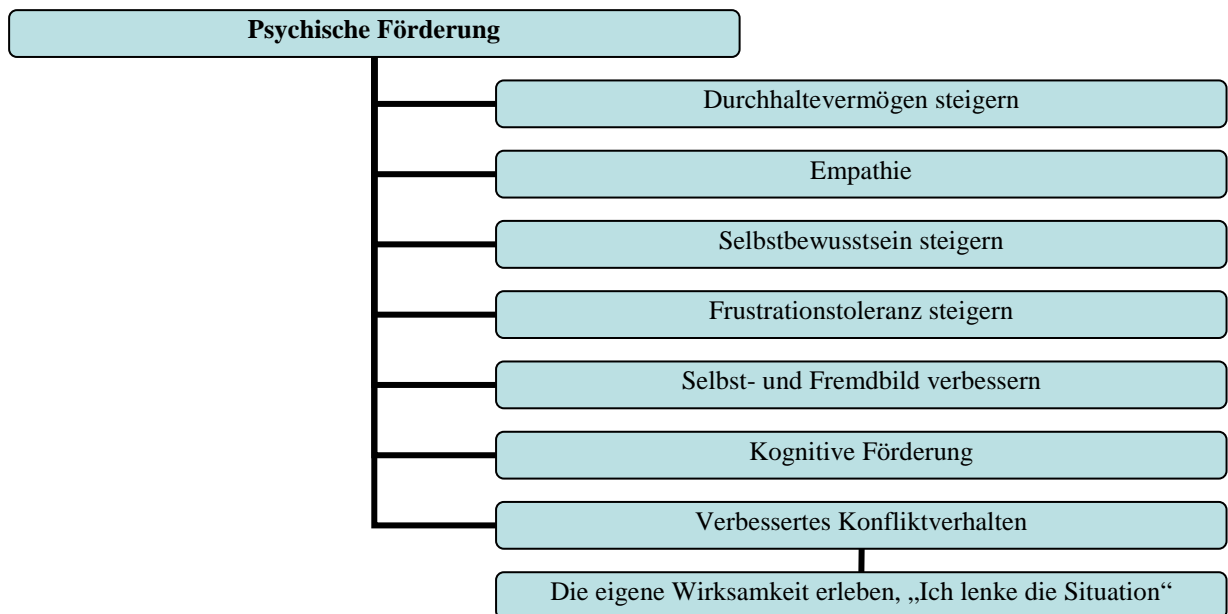 Psychische Förderung
Durchhaltevermögen steigern
Empathie
Selbstbewusstsein steigern
Frustrationstoleranz steigern
Selbst- und Fremdbild verbessern
Kognitive Förderung
Verbessertes Konfliktverhalten
Die eigene Wirksamkeit erleben, „Ich lenke die Situation“